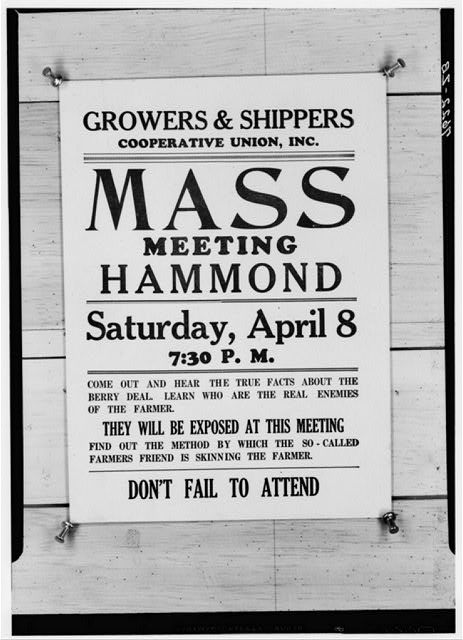 GROWERS & SHIPPERS
COOPERATIVE UNION, INC.
MASS
MEETING
HAMMOND
Saturday, April 8
7:30 P. M.
COME OUT AND HEAR THE TRUE FACTS ABOUT THE
BERRY DEAL. LEARN WHO ARE THE REAL ENEMIES
OF THE FARMER.
THEY WILL BE EXPOSED AT THIS MEETING
FIND OUT THE METHOD BY WHICH THE SO-CALLED
FARMERS FRIEND IS SKINNING THE FARMER.
DON'T FAIL TO ATTEND